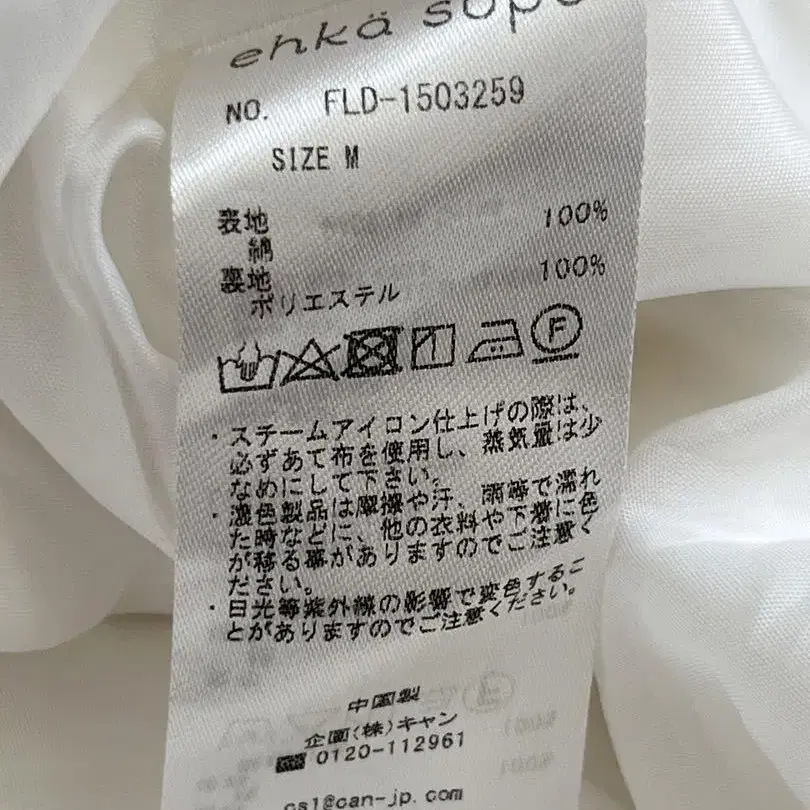 ehkä sopo
NO. FLD-1503259
SIZE M
表地
綿 100%
裏地
ポリエステル 100%
F
・スチームアイロン仕上げの際は、
必ずあて布を使用し、蒸気量は少
なめにして下さい。
・濃色製品は摩擦や汗、雨等で濡れ
た時などに、他の衣料や下着に色
が移る事がありますのでご注意く
ださい。
・日光等紫外線の影響で変色するこ
とがありますのでご注意ください。
中国製
企画(株)キャン
0120-112961
cs1@can-jp.com